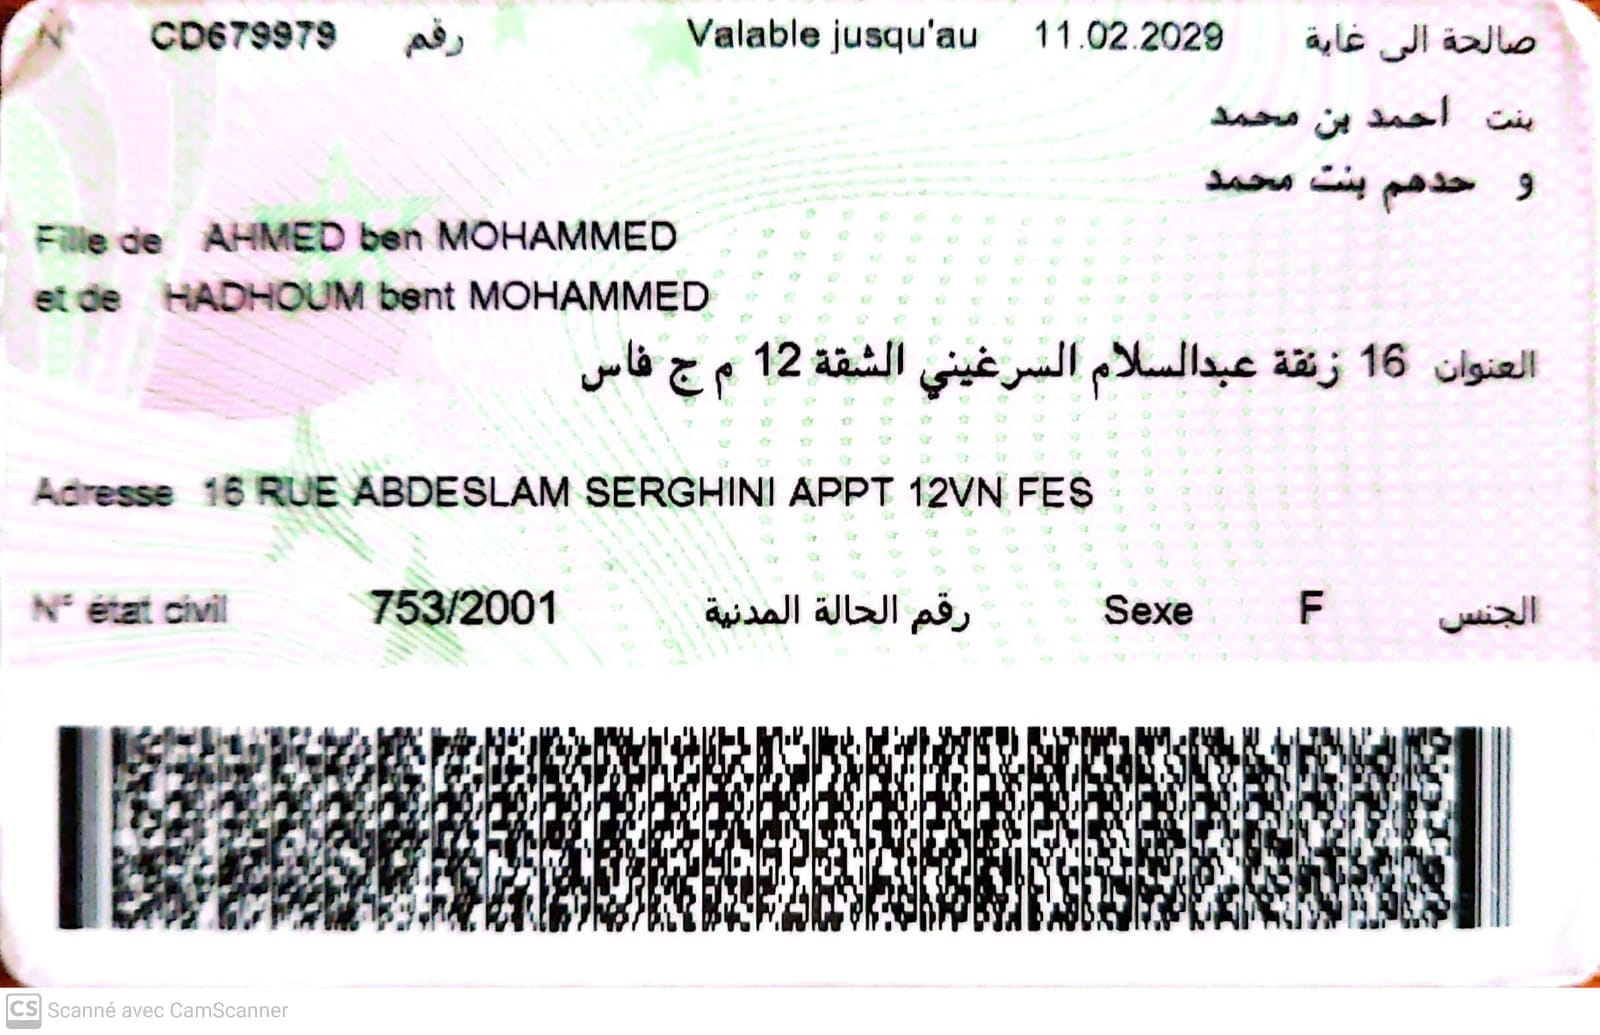 N° CD679979 رقم Valable jusqu'au 11.02.2029 صالحة الى غاية
بنت احمد بن محمد
و حدهم بنت محمد
Fille de AHMED ben MOHAMMED
et de HADHOUM bent MOHAMMED
العنوان 16 زنقة عبدالسلام السرغيني الشقة 12 م ج فاس
Adresse 16 RUE ABDESLAM SERGHINI APPT 12VN FES
N° état civil 753/2001 رقم الحالة المدنية Sexe F الجنس
CS Scanné avec CamScanner